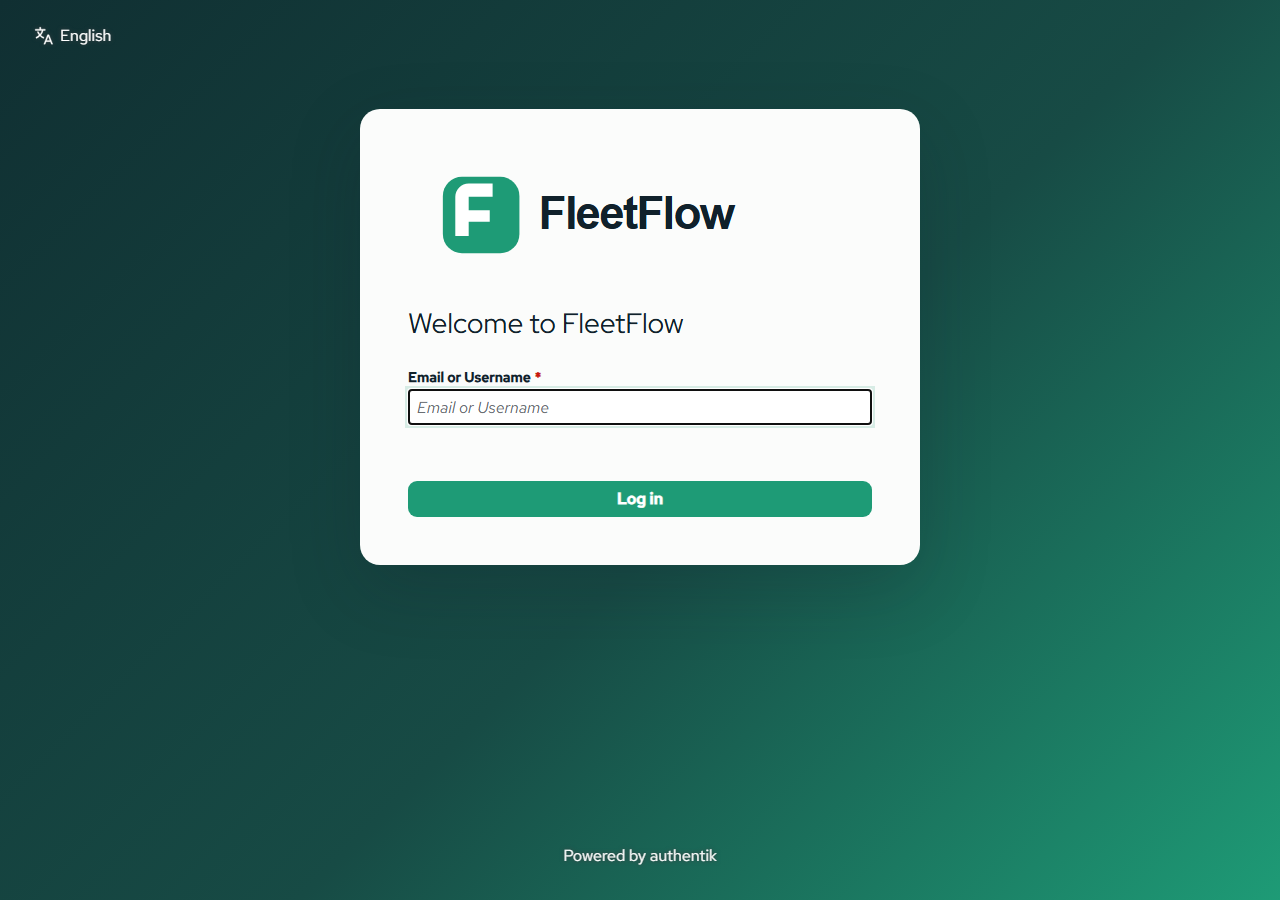 English
FleetFlow
Welcome to FleetFlow
Email or Username *
Email or Username
Log in
Powered by authentik